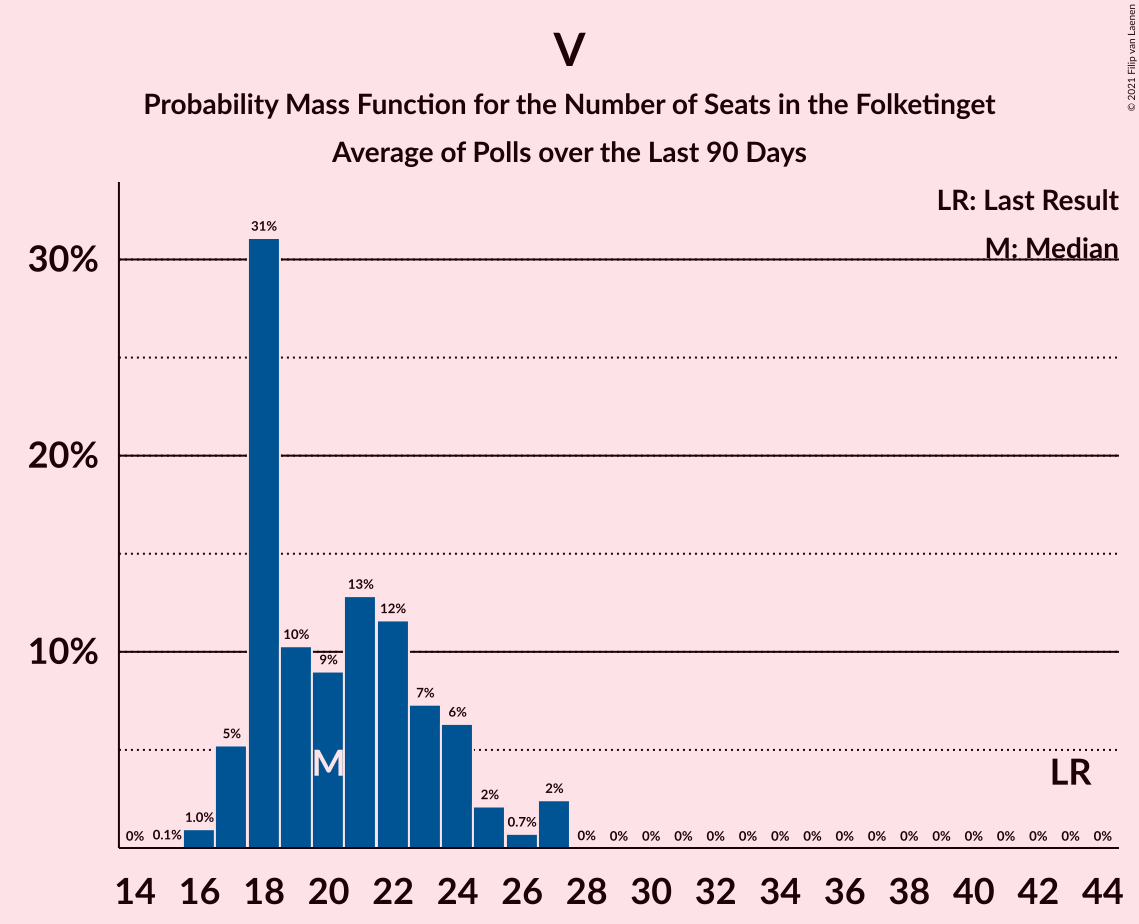 V
Probability Mass Function for the Number of Seats in the Folketinget
Average of Polls over the Last 90 Days
© 2021 Filip van Laenen
LR: Last Result
M: Median
30%
20%
10%
0% 0.1% 1.0% 5% 31% 10% 9% 13% 12% 7% 6% 2% 0.7% 2% 0% 0% 0% 0% 0% 0% 0% 0% 0% 0% 0% 0% 0% 0% 0% 0% 0%
M
LR
14 16 18 20 22 24 26 28 30 32 34 36 38 40 42 44